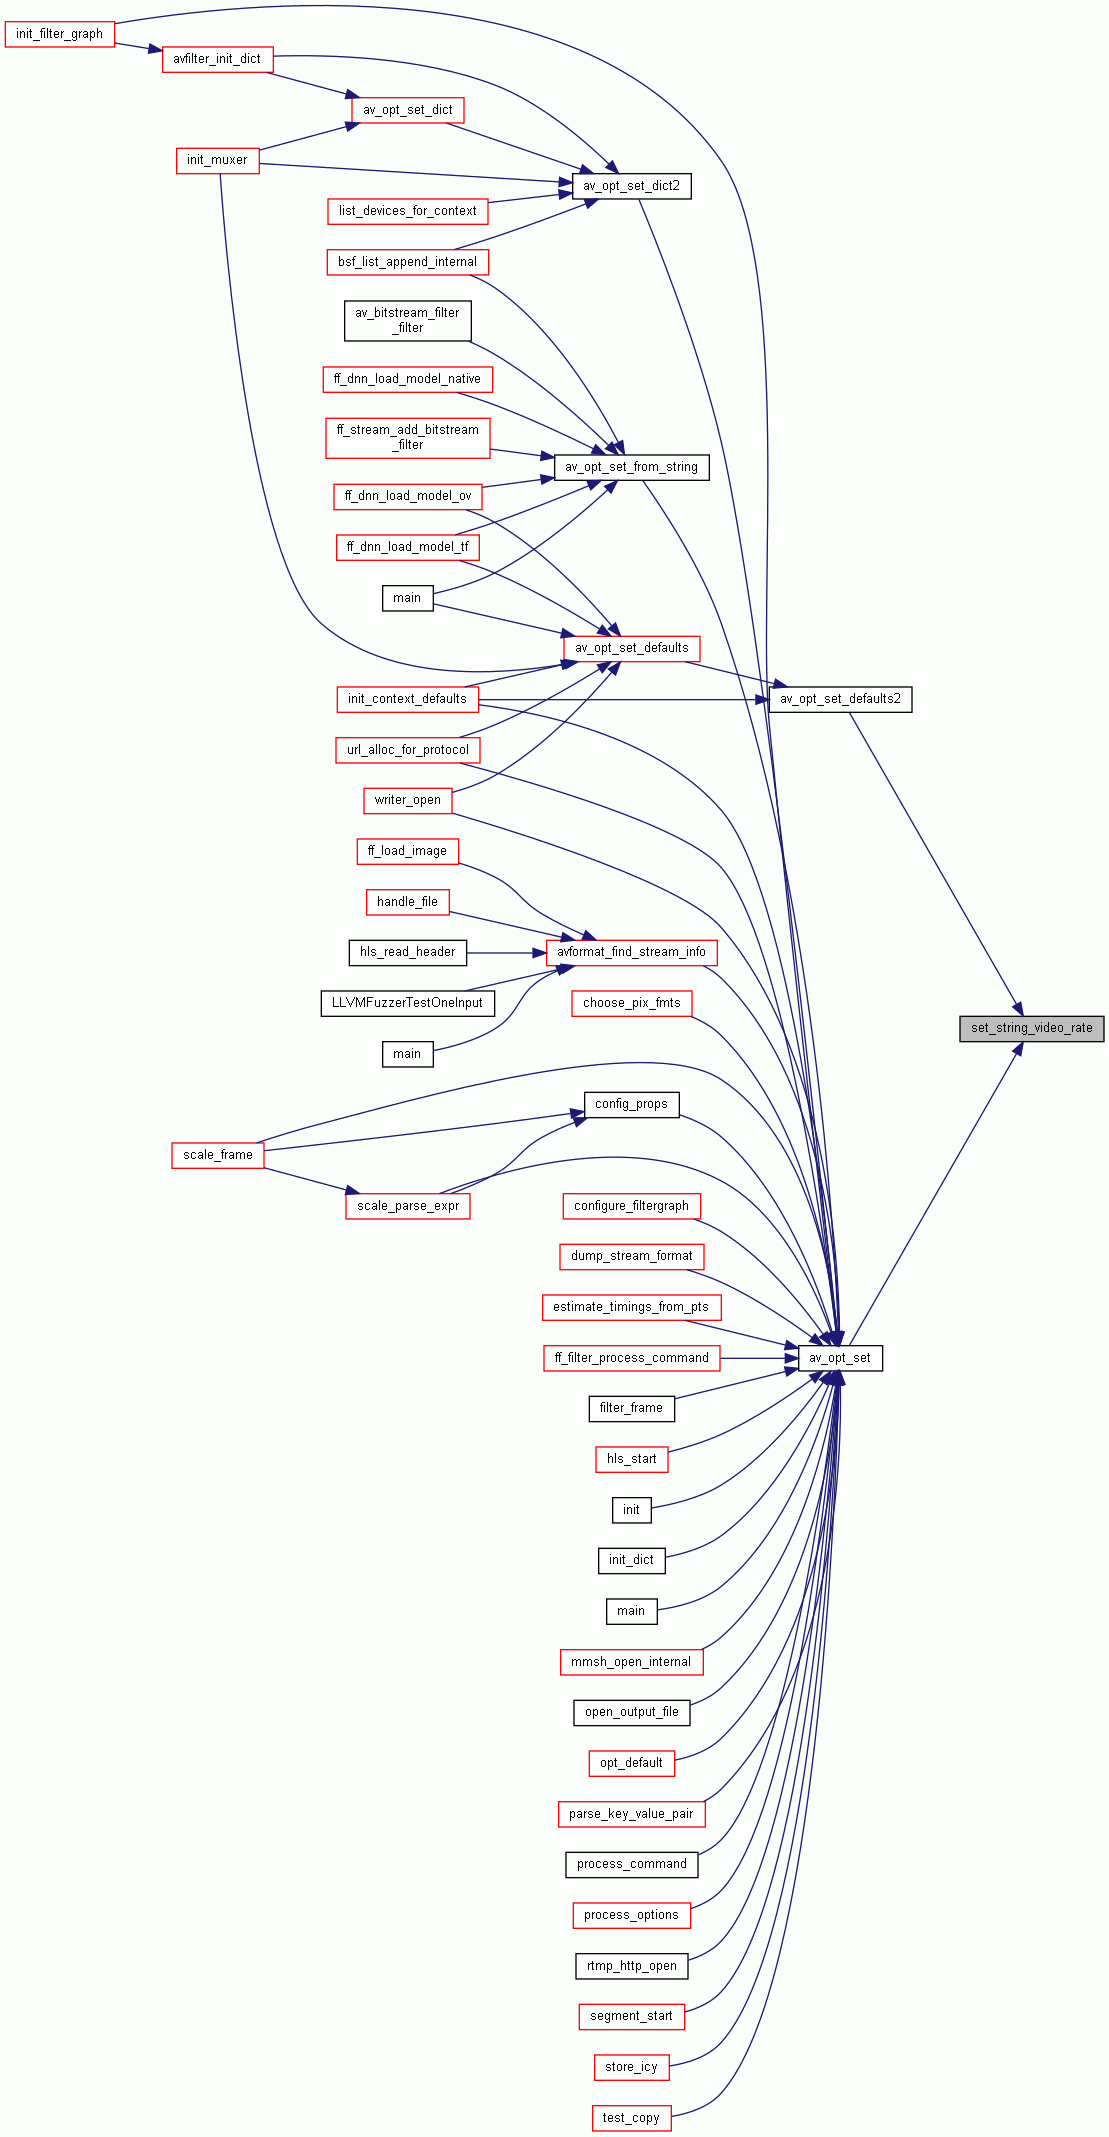 init_filter_graph
avfilter_init_dict
av_opt_set_dict
init_muxer
av_opt_set_dict2
list_devices_for_context
bsf_list_append_internal
av_bitstream_filter
_filter
ff_dnn_load_model_native
ff_stream_add_bitstream
_filter
av_opt_set_from_string
ff_dnn_load_model_ov
ff_dnn_load_model_tf
main
av_opt_set_defaults
init_context_defaults
av_opt_set_defaults2
url_alloc_for_protocol
writer_open
ff_load_image
handle_file
hls_read_header
avformat_find_stream_info
LLVMFuzzerTestOneInput
choose_pix_fmts
set_string_video_rate
main
config_props
scale_frame
scale_parse_expr
configure_filtergraph
dump_stream_format
estimate_timings_from_pts
ff_filter_process_command
av_opt_set
filter_frame
hls_start
init
init_dict
main
mmsh_open_internal
open_output_file
opt_default
parse_key_value_pair
process_command
process_options
rtmp_http_open
segment_start
store_icy
test_copy